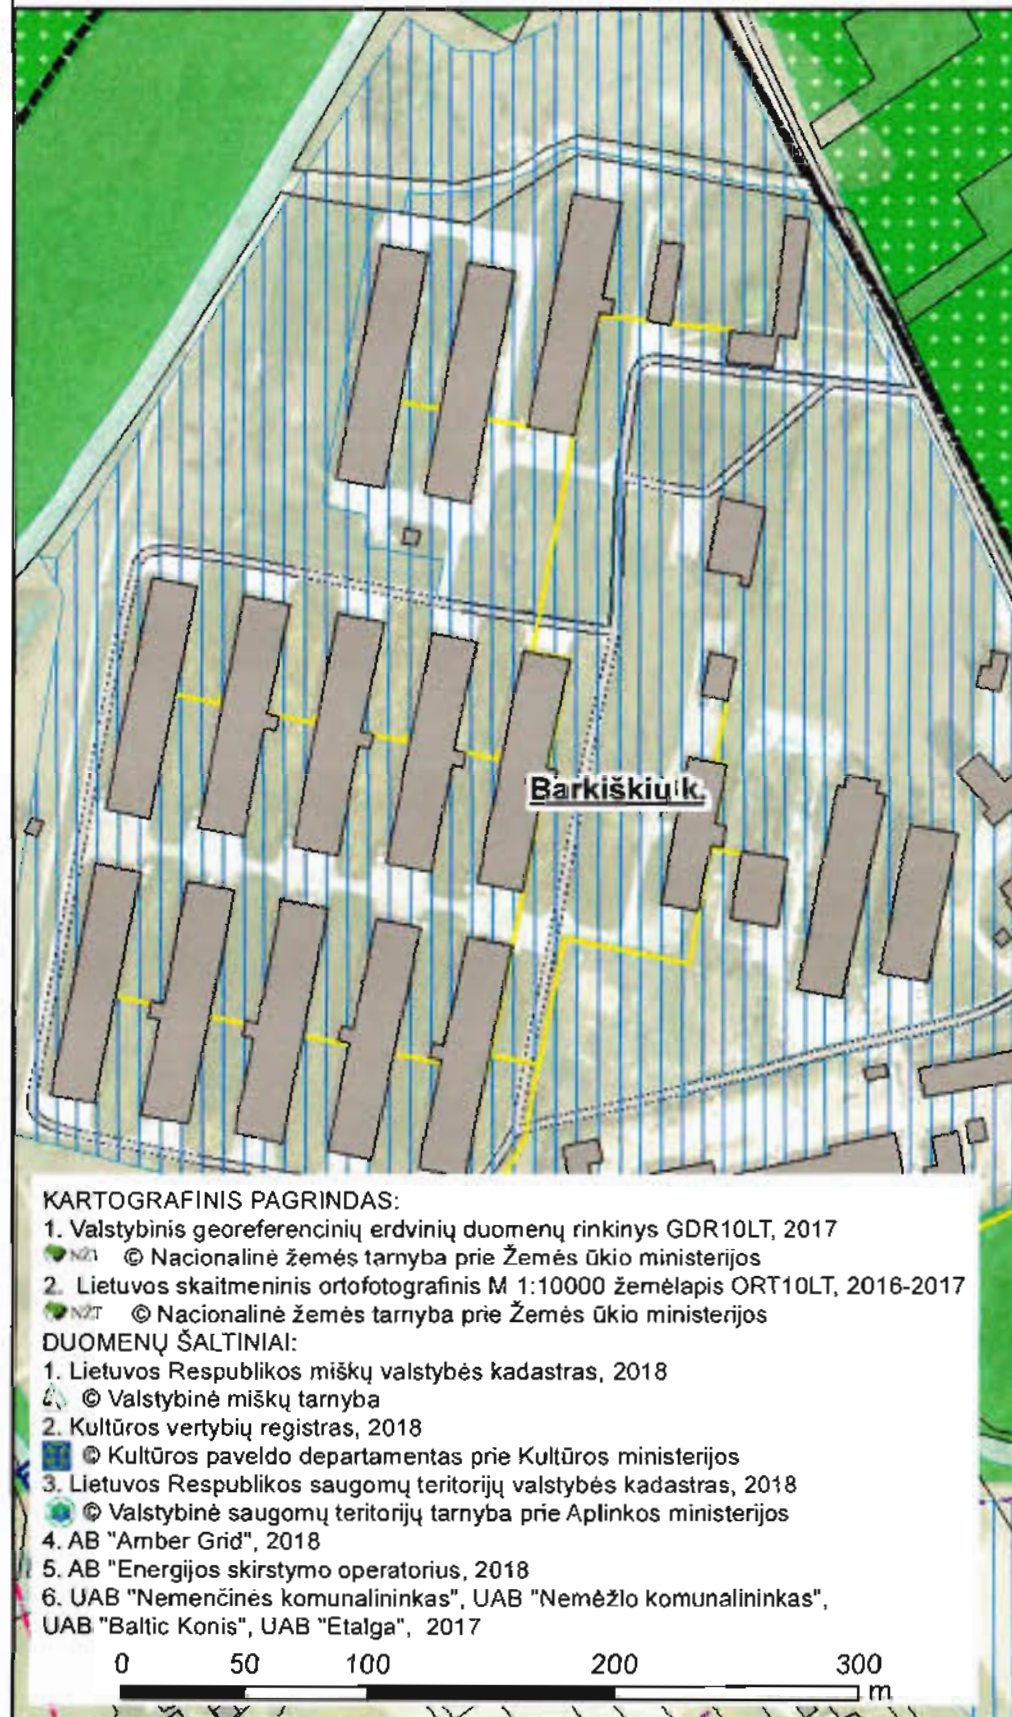 Barkiškių k.
KARTOGRAFINIS PAGRINDAS:
1. Valstybinis georeferencinių erdvinių duomenų rinkinys GDR10LT, 2017
NŽT © Nacionalinė žemės tarnyba prie Žemės ūkio ministerijos
2. Lietuvos skaitmeninis ortofotografinis M 1:10000 žemėlapis ORT10LT, 2016-2017
NŽT © Nacionalinė žemės tarnyba prie Žemės ūkio ministerijos
DUOMENŲ ŠALTINIAI:
1. Lietuvos Respublikos miškų valstybės kadastras, 2018
© Valstybinė miškų tarnyba
2. Kultūros vertybių registras, 2018
© Kultūros paveldo departamentas prie Kultūros ministerijos
3. Lietuvos Respublikos saugomų teritorijų valstybės kadastras, 2018
© Valstybinė saugomų teritorijų tarnyba prie Aplinkos ministerijos
4. AB "Amber Grid", 2018
5. AB "Energijos skirstymo operatorius, 2018
6. UAB "Nemenčinės komunalininkas", UAB "Nemėžio komunalininkas",
UAB "Baltic Konis", UAB "Etalga", 2017
0 50 100 200 300
m